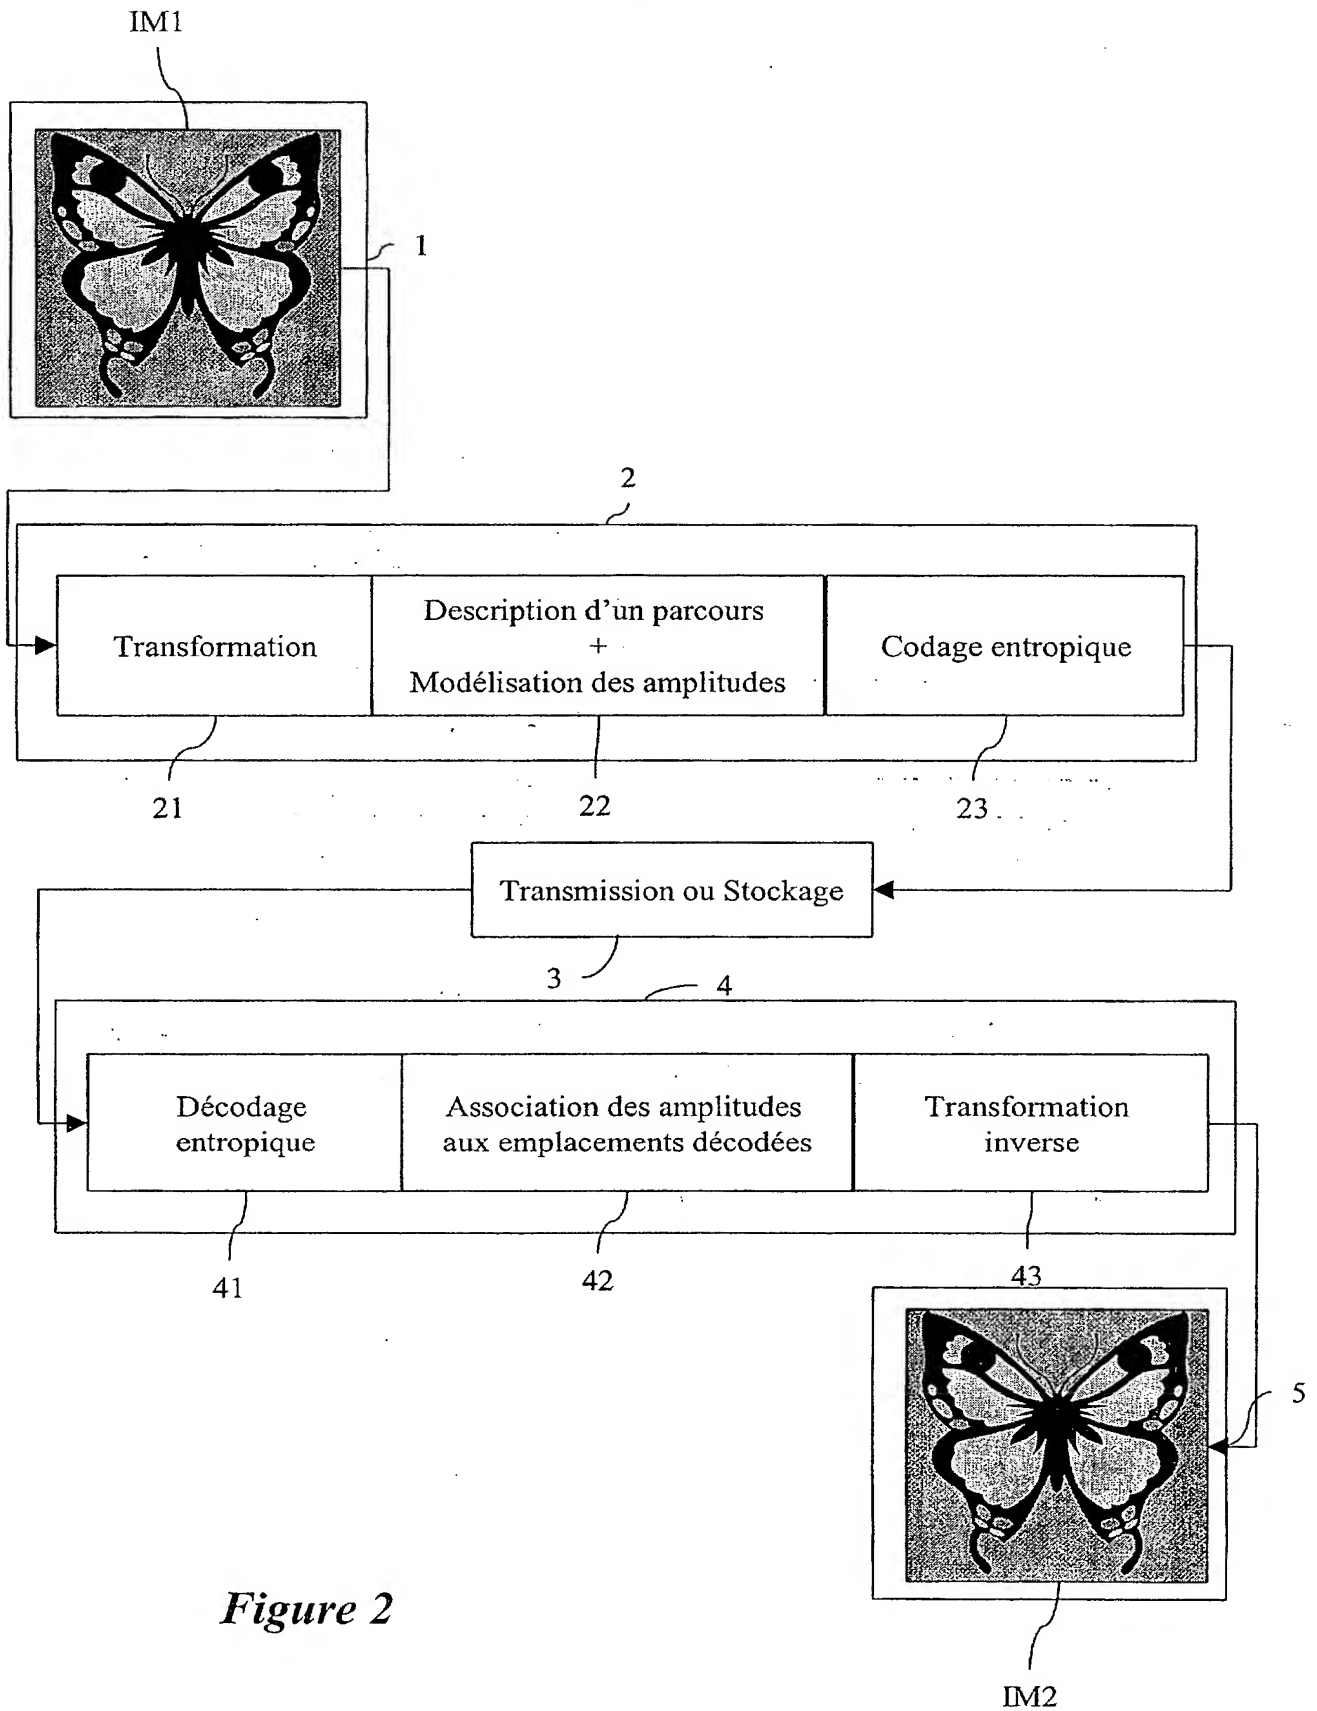 IM1
1
2
Transformation
Description d'un parcours
+
Modélisation des amplitudes
Codage entropique
21
22
23
Transmission ou Stockage
3
4
Décodage
entropique
Association des amplitudes
aux emplacements décodées
Transformation
inverse
41
42
43
5
Figure 2
IM2